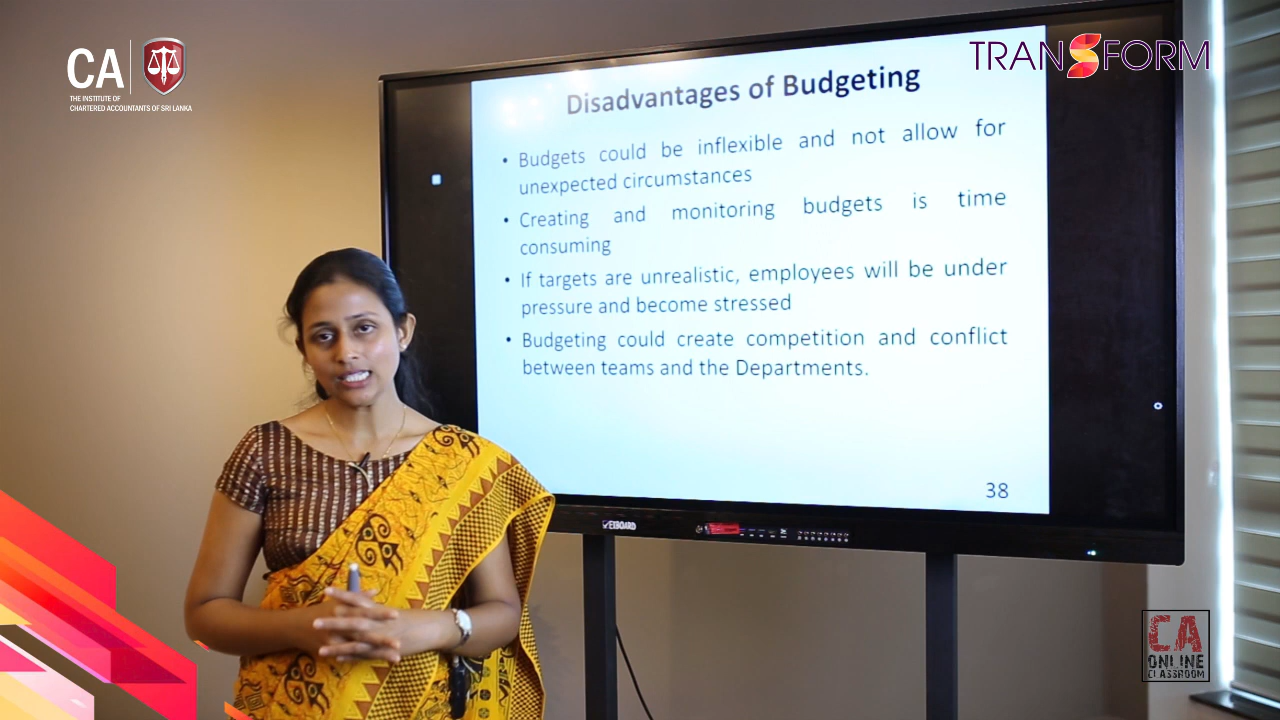 CA
THE INSTITUTE OF
CHARTERED ACCOUNTANTS OF SRI LANKA
TRANSFORM
Disadvantages of Budgeting
• Budgets could be inflexible and not allow for
unexpected circumstances
• Creating and monitoring budgets is time
consuming
• If targets are unrealistic, employees will be under
pressure and become stressed
• Budgeting could create competition and conflict
between teams and the Departments.
38
EXBOARD
CA
ONLINE
CLASSROOM